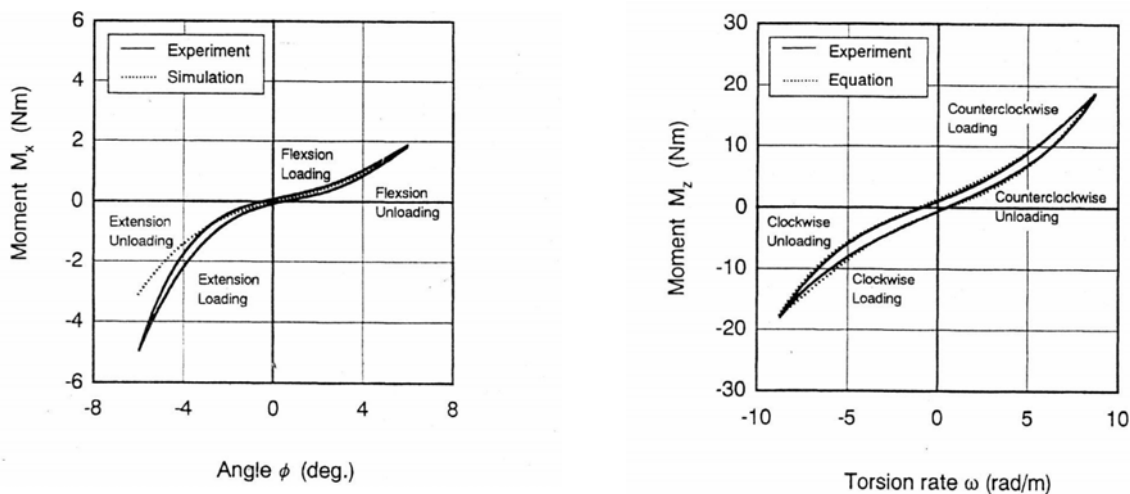 6
4
2
0
-2
-4
-6
-8
-4
0
4
8
Moment Mx (Nm)
Experiment
Simulation
Flexsion
Loading
Flexsion
Unloading
Extension
Unloading
Extension
Loading
Angle ϕ (deg.)
30
20
10
0
-10
-20
-30
-10
-5
0
5
10
Moment Mz (Nm)
Experiment
Equation
Counterclockwise
Loading
Counterclockwise
Unloading
Clockwise
Unloading
Clockwise
Loading
Torsion rate ω (rad/m)